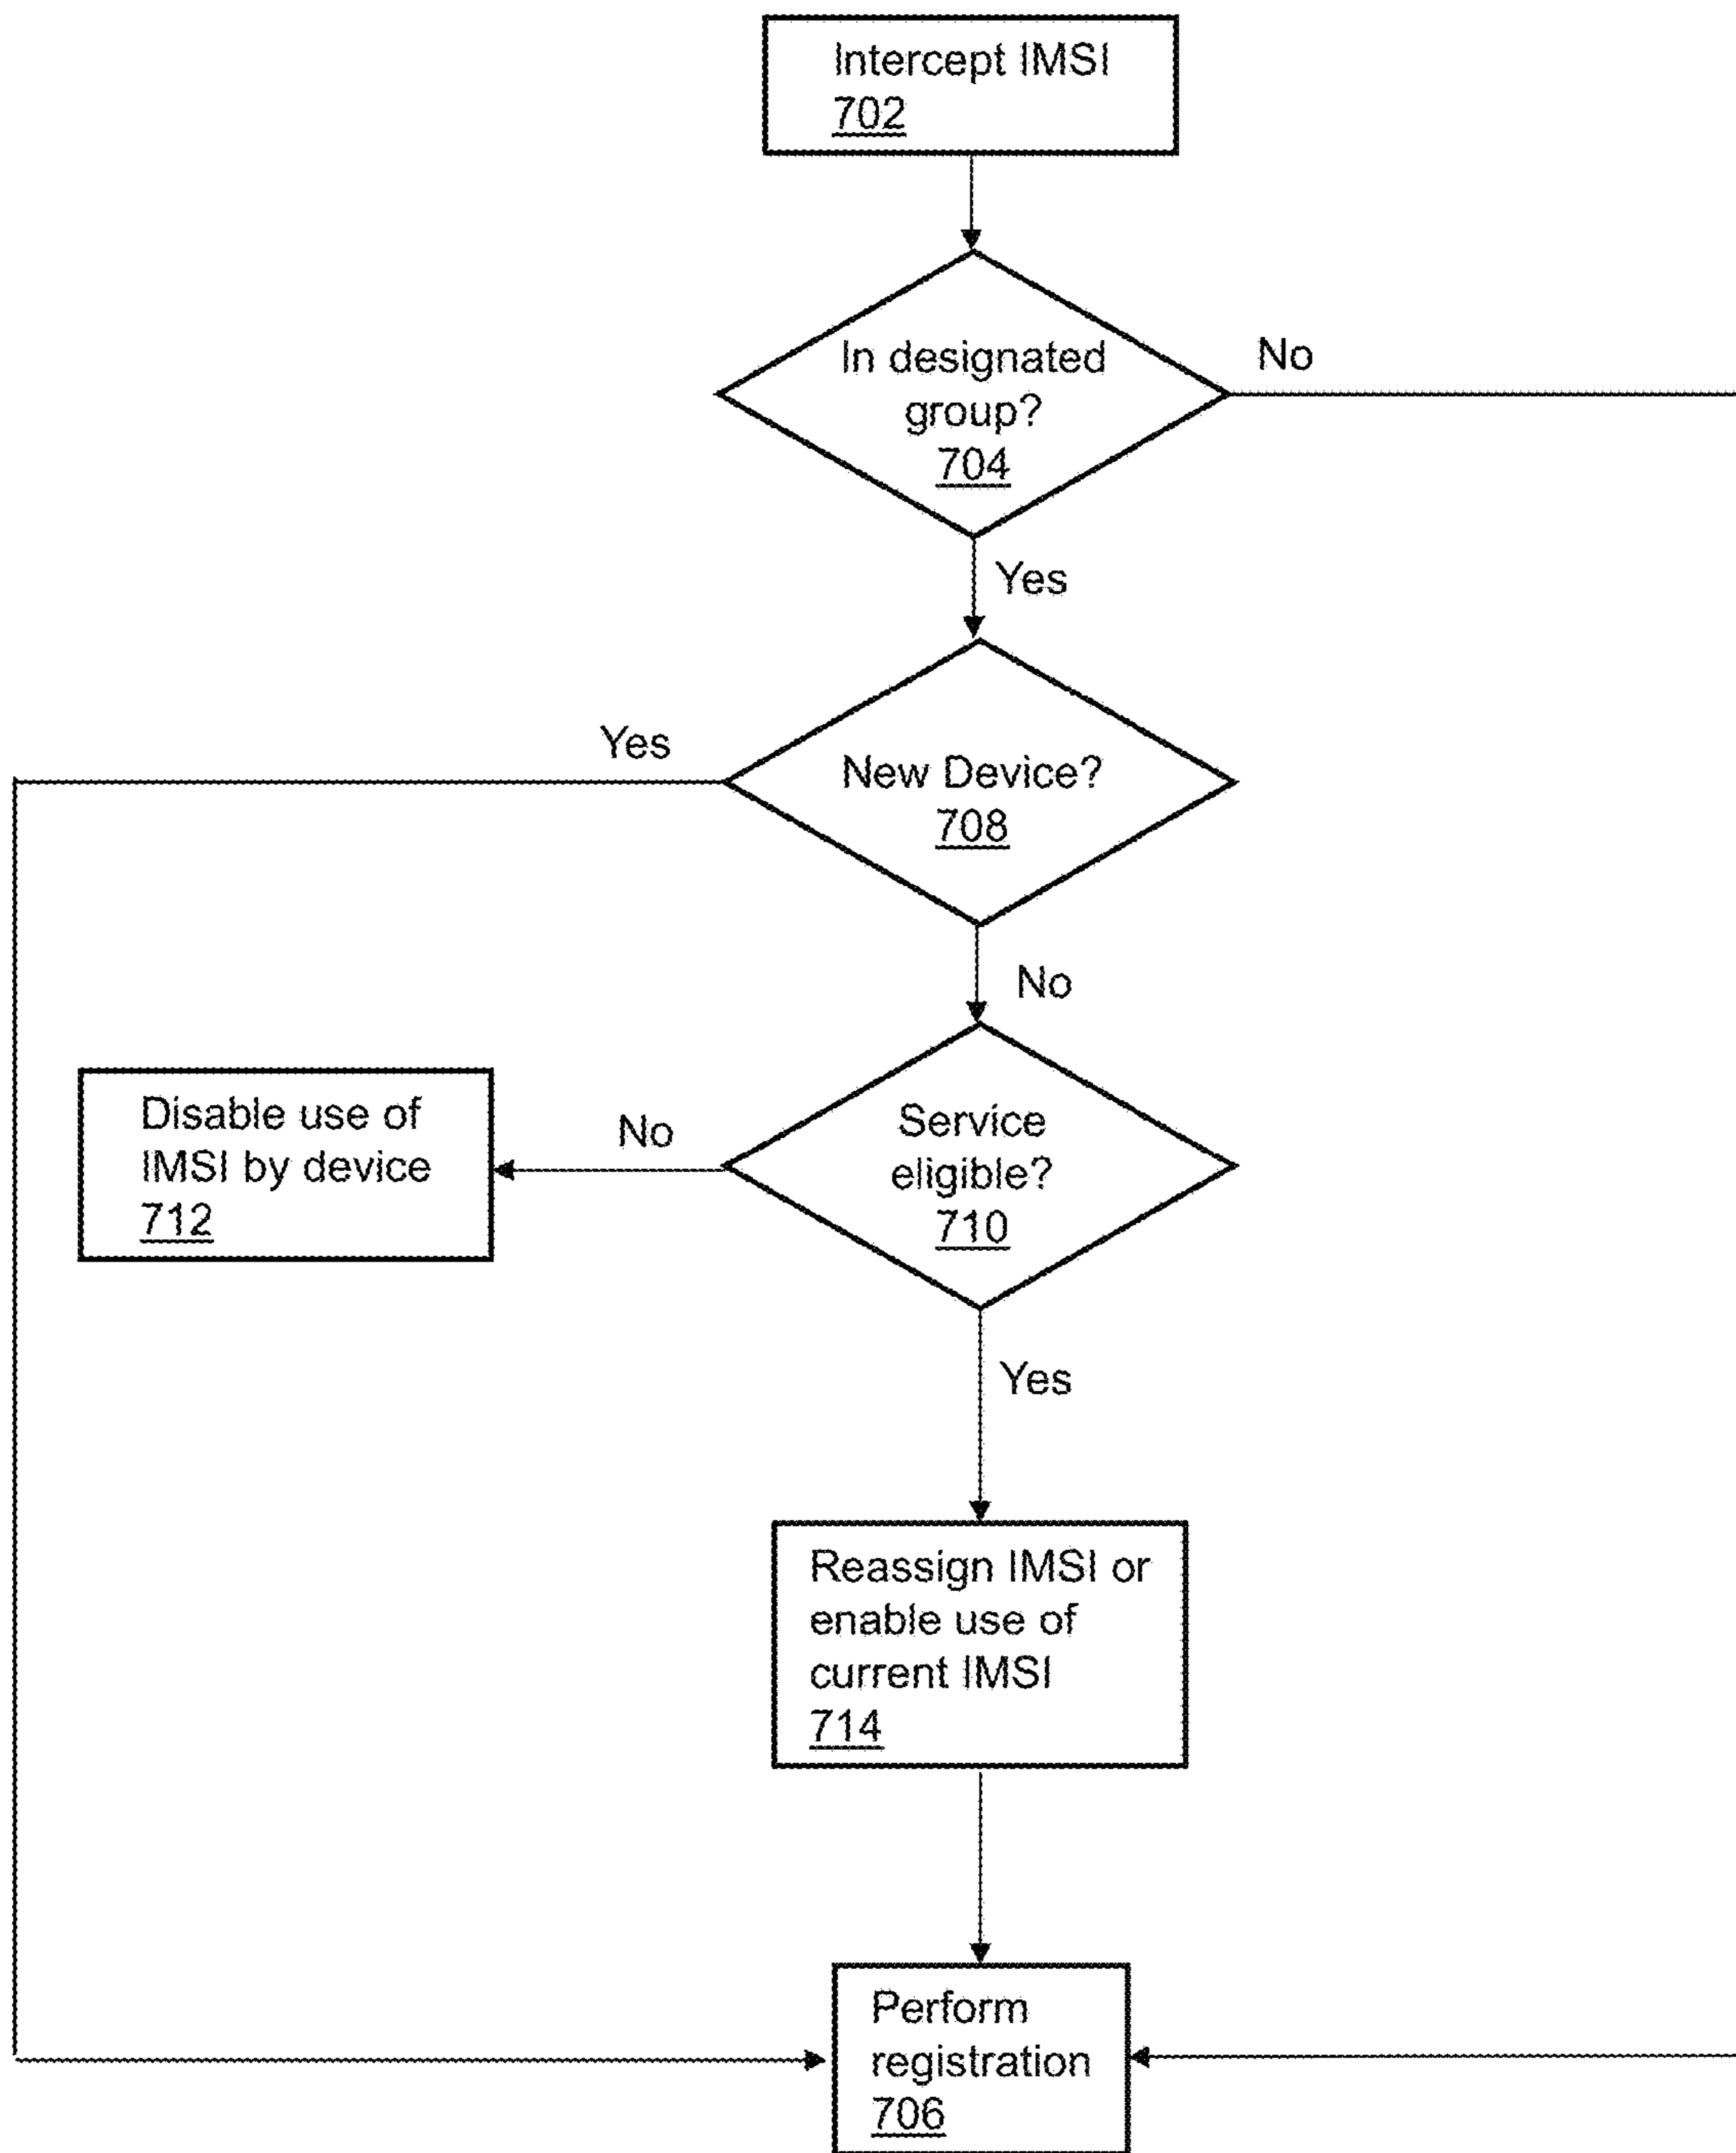 Intercept IMSI
702
In designated
group?
704
No
Yes
New Device?
708
Yes
No
Service
eligible?
710
No
Disable use of
IMSI by device
712
Yes
Reassign IMSI or
enable use of
current IMSI
714
Perform
registration
706